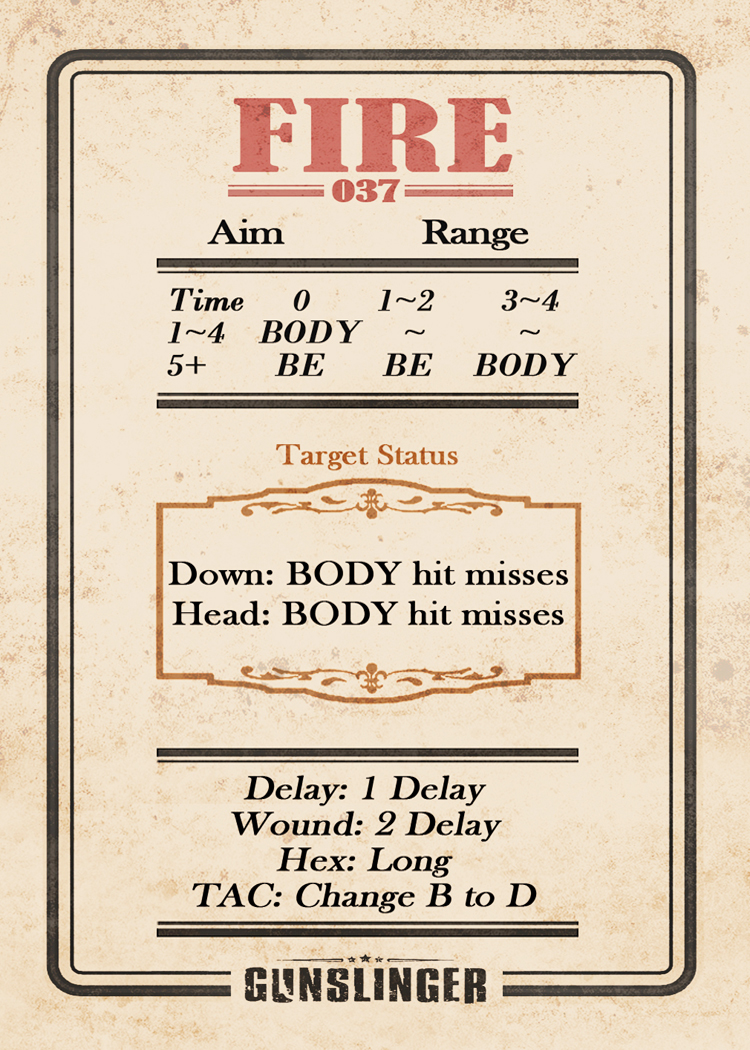 FIRE
037
Aim Range
Time 0 1~2 3~4
1~4 BODY ~ ~
5+ BE BE BODY
Target Status
Down: BODY hit misses
Head: BODY hit misses
Delay: 1 Delay
Wound: 2 Delay
Hex: Long
TAC: Change B to D
GUNSLINGER